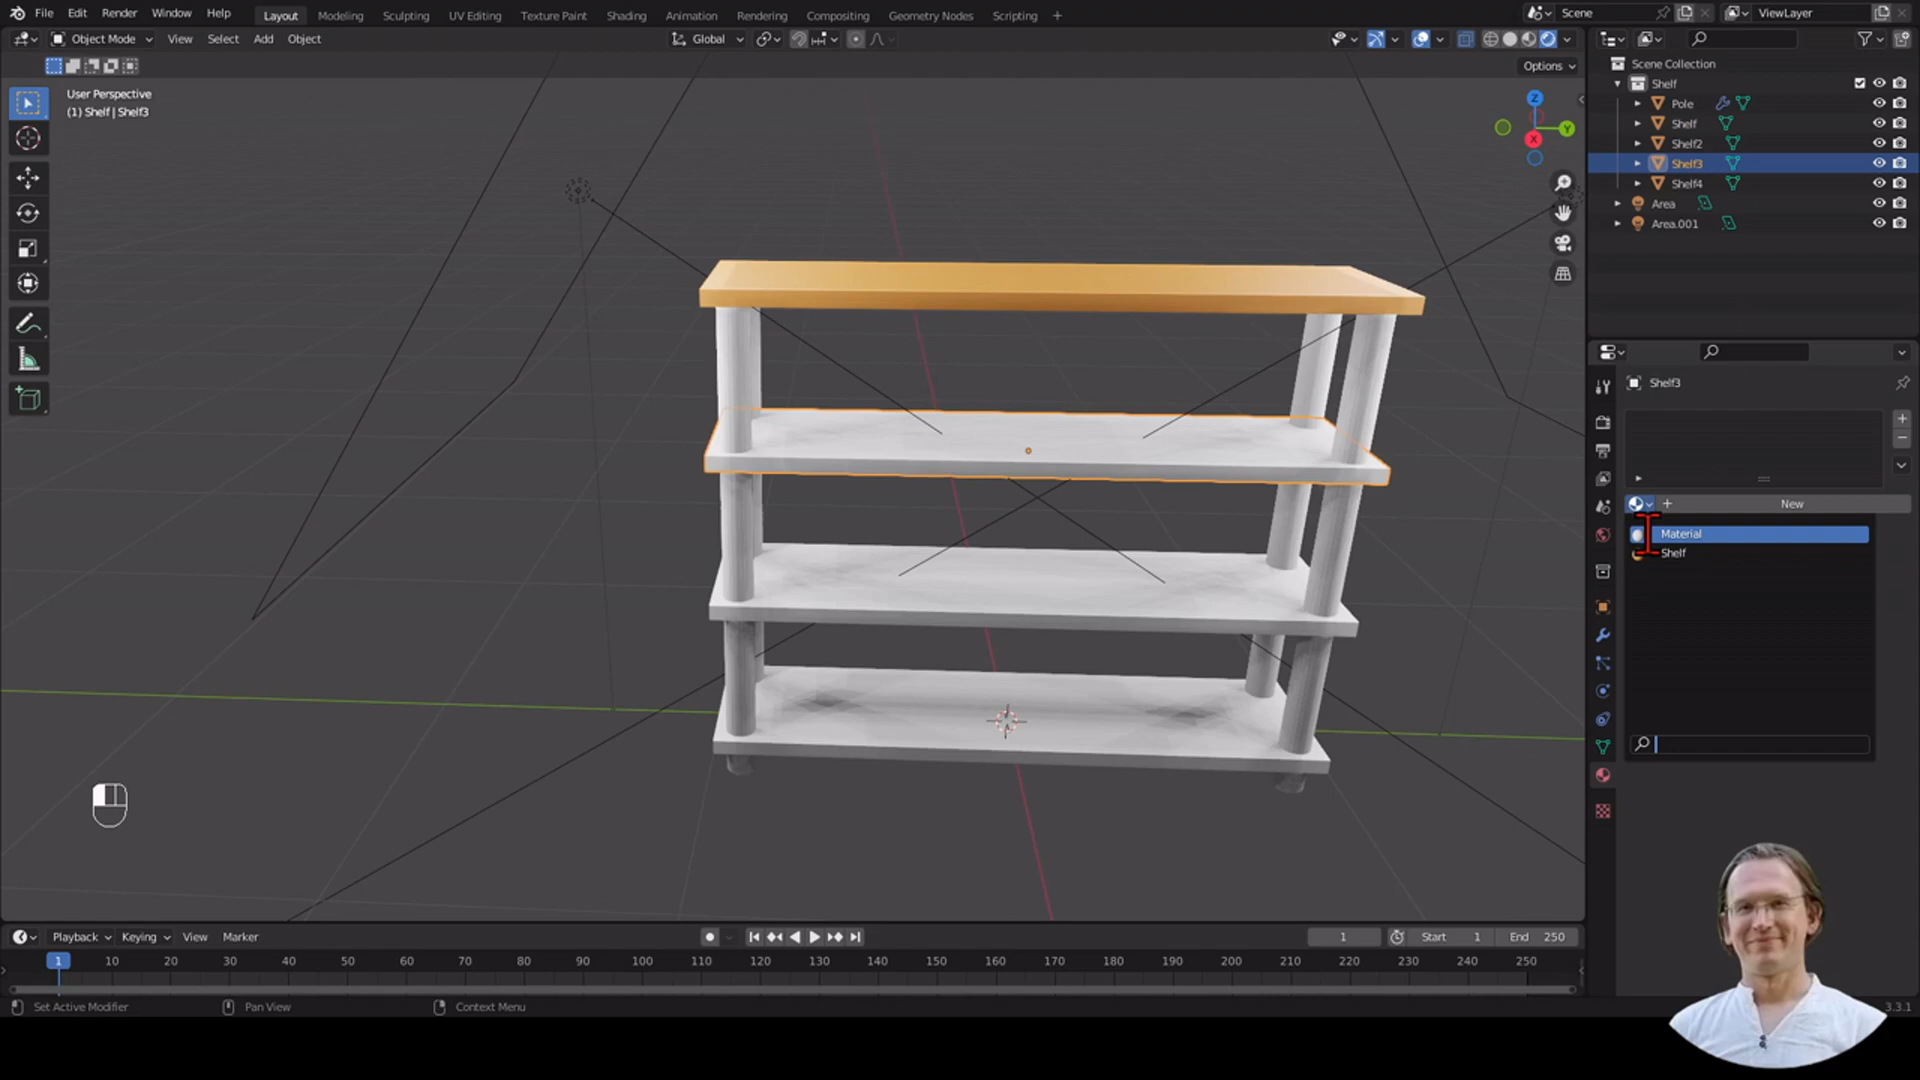 File Edit Render Window Help Layout Modeling Sculpting UV Editing Texture Paint Shading Animation Rendering Compositing Geometry Nodes Scripting + Scene ViewLayer
Object Mode View Select Add Object Global
Options
User Perspective
(1) Shelf | Shelf3
Z
Y
X
Scene Collection
Shelf
Pole
Shelf
Shelf2
Shelf3
Shelf4
Area
Area.001
Shelf3
New
Material
Shelf
Playback Keying View Marker 1 Start 1 End 250
1 10 20 30 40 50 60 70 80 90 100 110 120 130 140 150 160 170 180 190 200 210 220 230 240 250
Set Active Modifier Pan View Context Menu 3.3.1